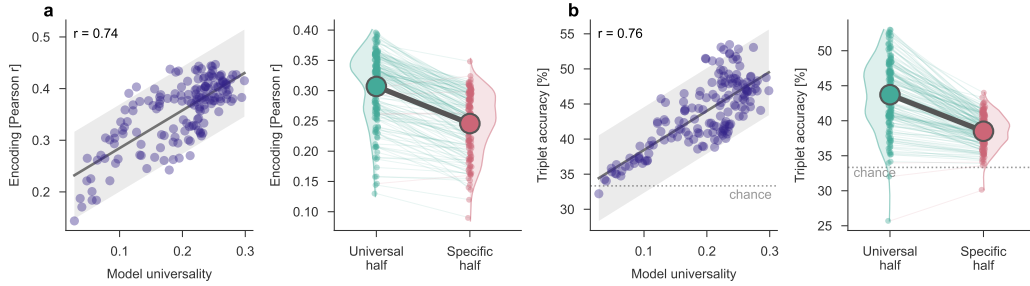 a
r = 0.74
Encoding [Pearson r]
0.5
0.4
0.3
0.2
0.1
0.2
0.3
Model universality
Encoding [Pearson r]
0.40
0.35
0.30
0.25
0.20
0.15
0.10
Universal
half
Specific
half
b
r = 0.76
Triplet accuracy [%]
55
50
45
40
35
30
chance
0.1
0.2
0.3
Model universality
Triplet accuracy [%]
50
45
40
35
30
25
chance
Universal
half
Specific
half